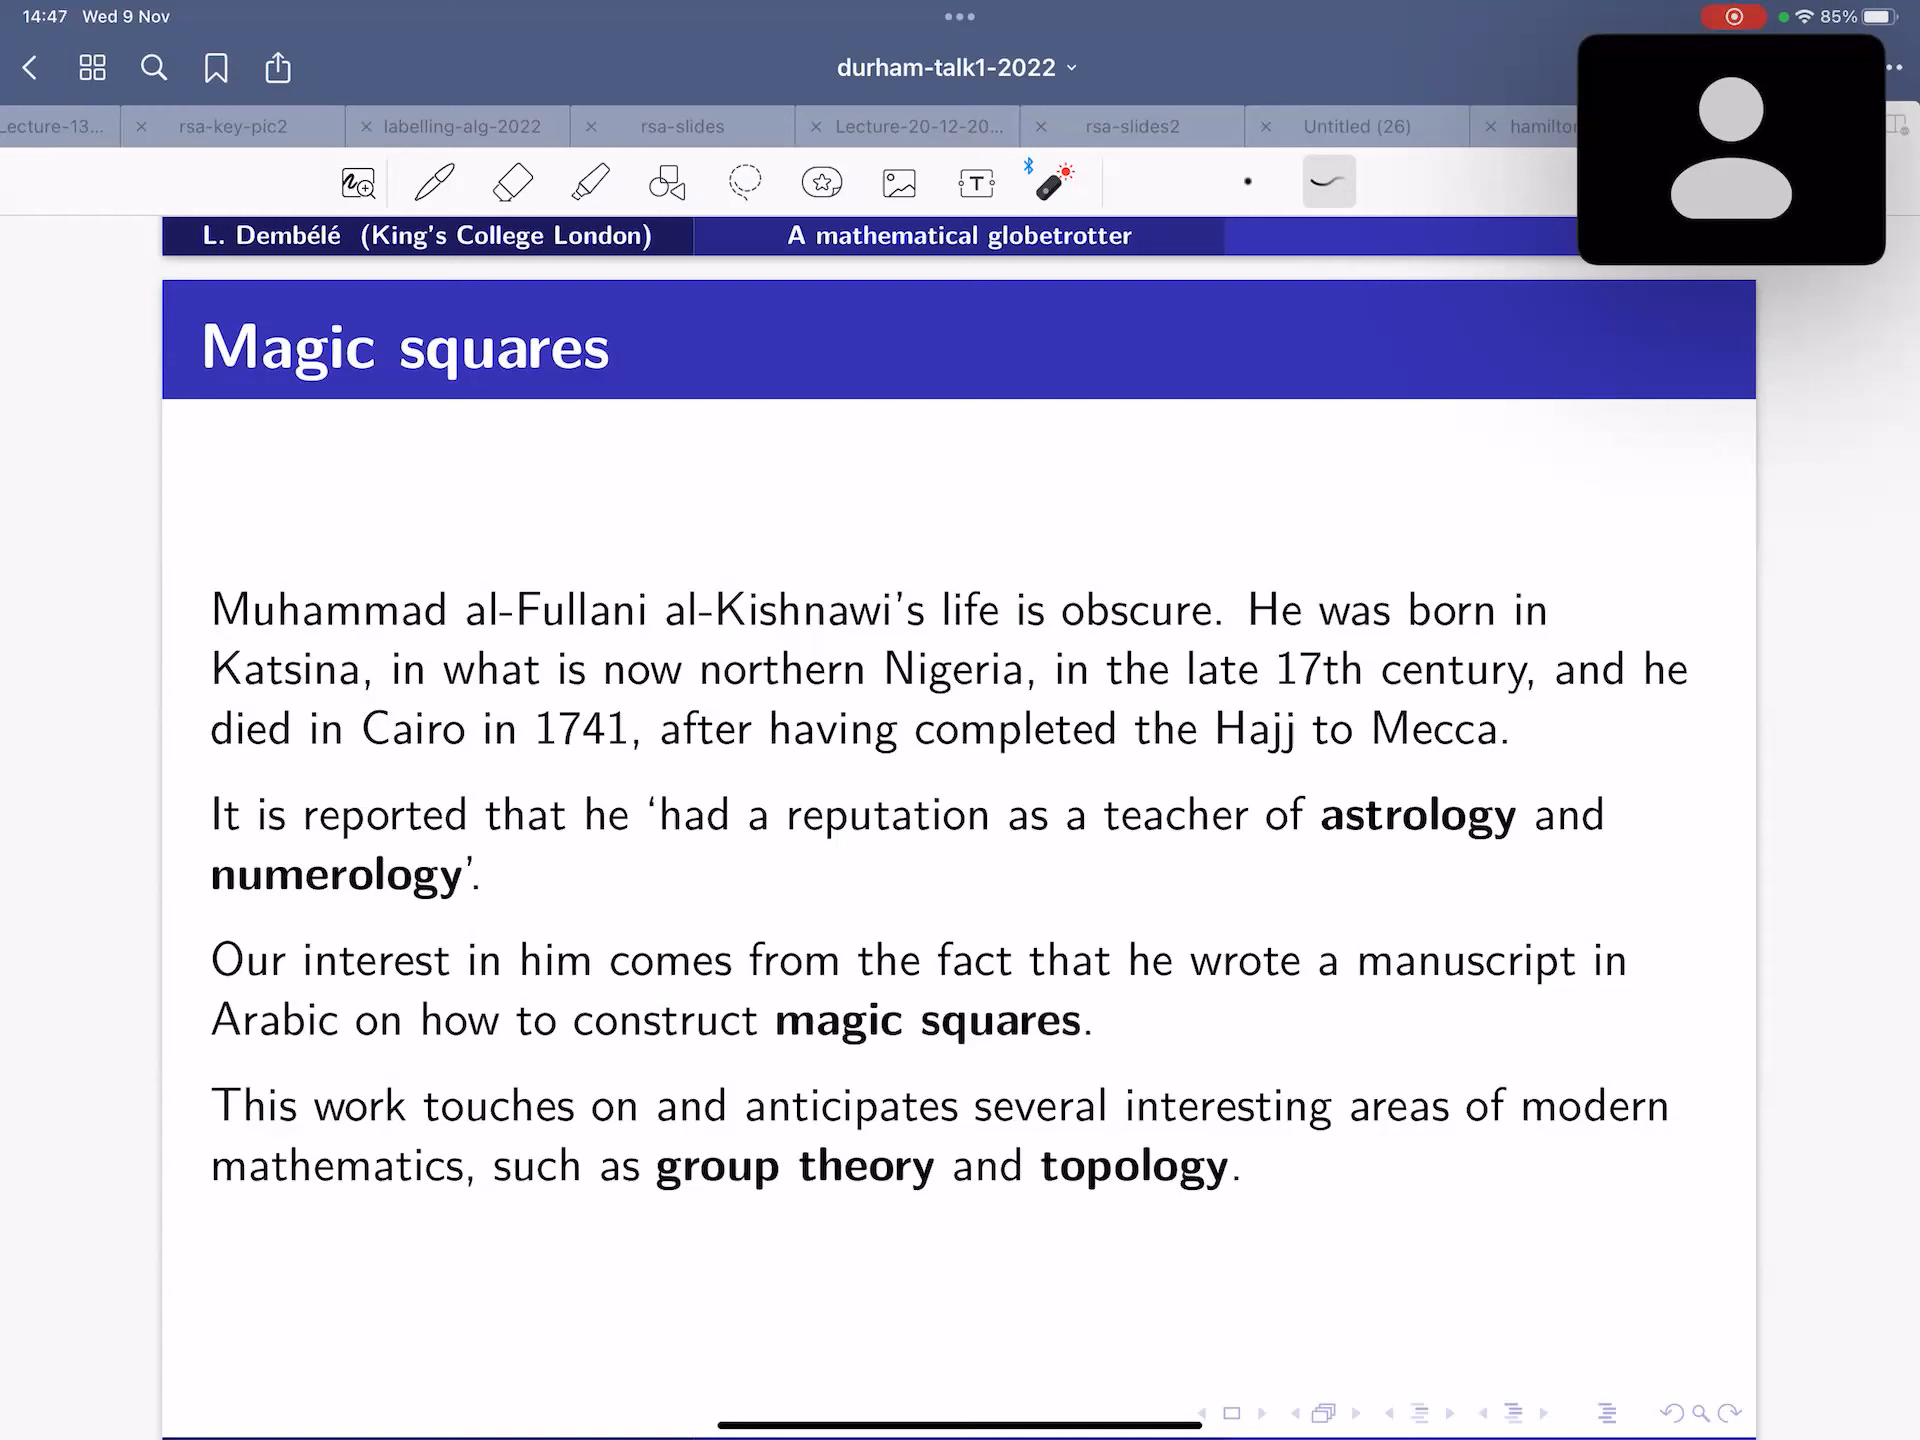 14:47 Wed 9 Nov
85%
durham-talk1-2022
Lecture-13...
rsa-key-pic2
labelling-alg-2022
rsa-slides
Lecture-20-12-20...
rsa-slides2
Untitled (26)
hamilto
T
L. Dembélé (King's College London) A mathematical globetrotter
Magic squares
Muhammad al-Fullani al-Kishnawi's life is obscure. He was born in
Katsina, in what is now northern Nigeria, in the late 17th century, and he
died in Cairo in 1741, after having completed the Hajj to Mecca.
It is reported that he ‘had a reputation as a teacher of astrology and
numerology’.
Our interest in him comes from the fact that he wrote a manuscript in
Arabic on how to construct magic squares.
This work touches on and anticipates several interesting areas of modern
mathematics, such as group theory and topology.